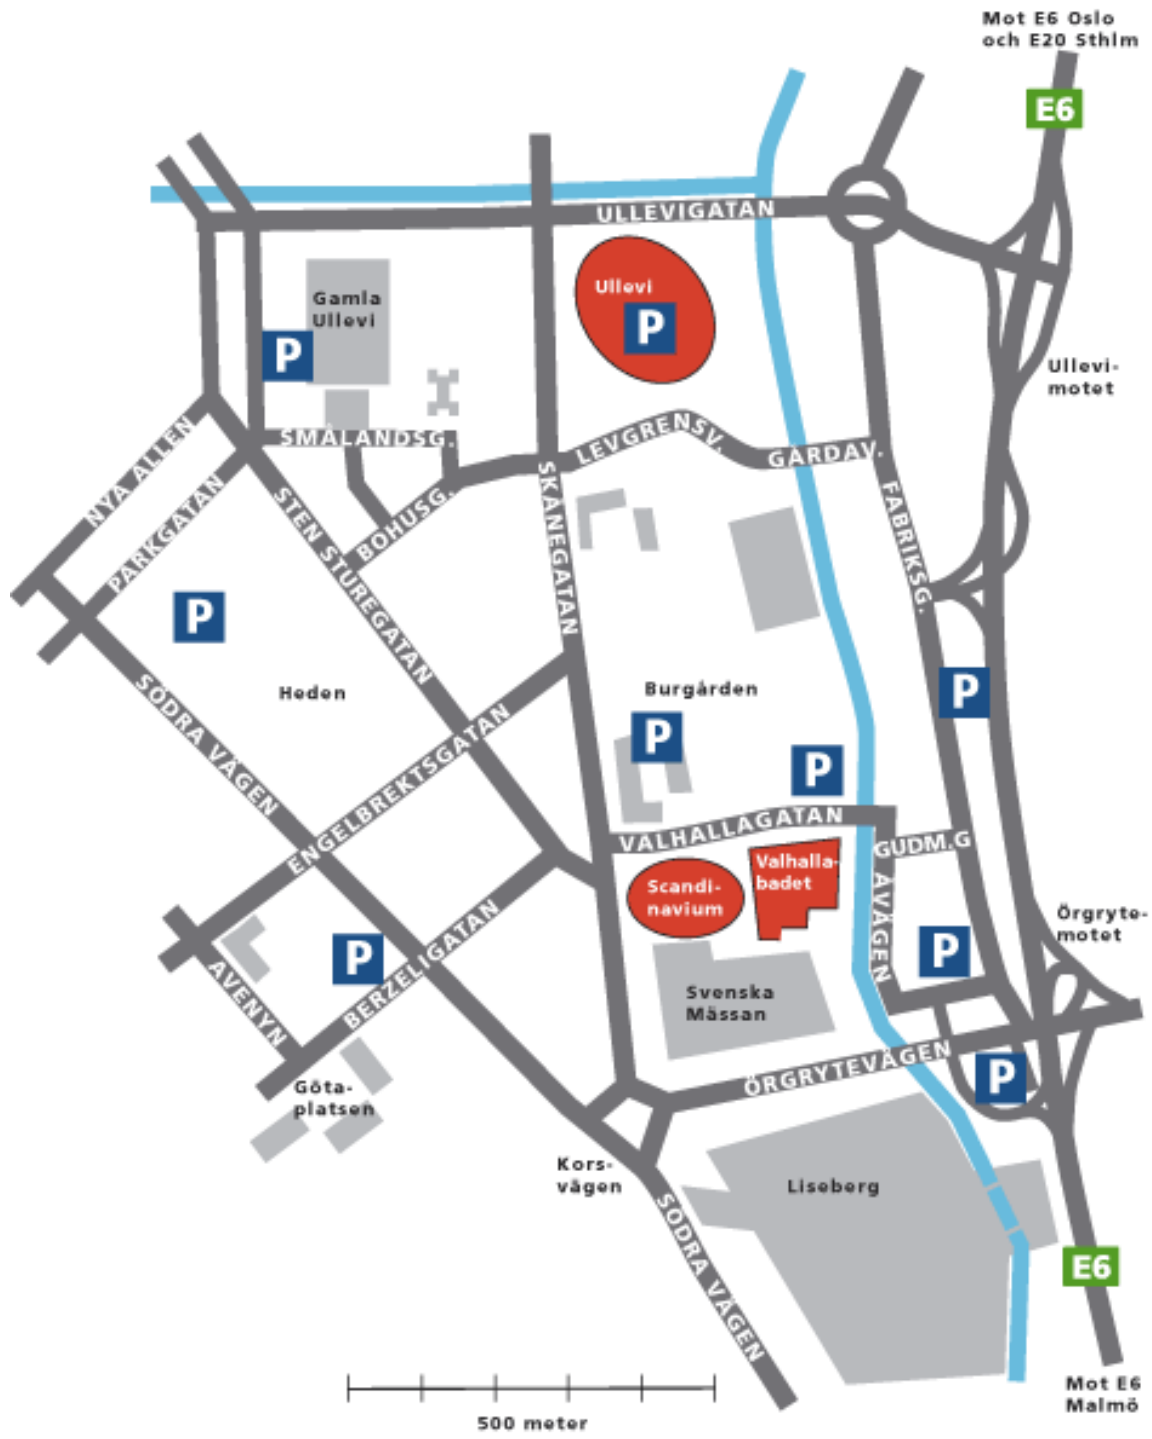 Mot E6 Oslo
och E20 Sthlm
E6
ULLEVIGATAN
Ullevi
P
Gamla
Ullevi
P
Ullevi-
motet
SMÅLANDSG.
LEVGRENSV.
GÅRDAV.
NYA ALLEN
PARKGATAN
STEN STUREGATAN
BOHUSG.
SKÅNEGATAN
FABRIKSG.
P
Heden
Burgården
P
P
P
SÖDRA VÄGEN
ENGELBREKTSGATAN
VALHALLAGATAN
GUDM.G
Scandi-
navium
Valhalla-
badet
ÅVÄGEN
Örgryte-
motet
P
P
AVENYN
BERZELIGATAN
Svenska
Mässan
ÖRGRYTEVÄGEN
P
Göta-
platsen
Kors-
vägen
Liseberg
SÖDRA VÄGEN
E6
Mot E6
Malmö
500 meter